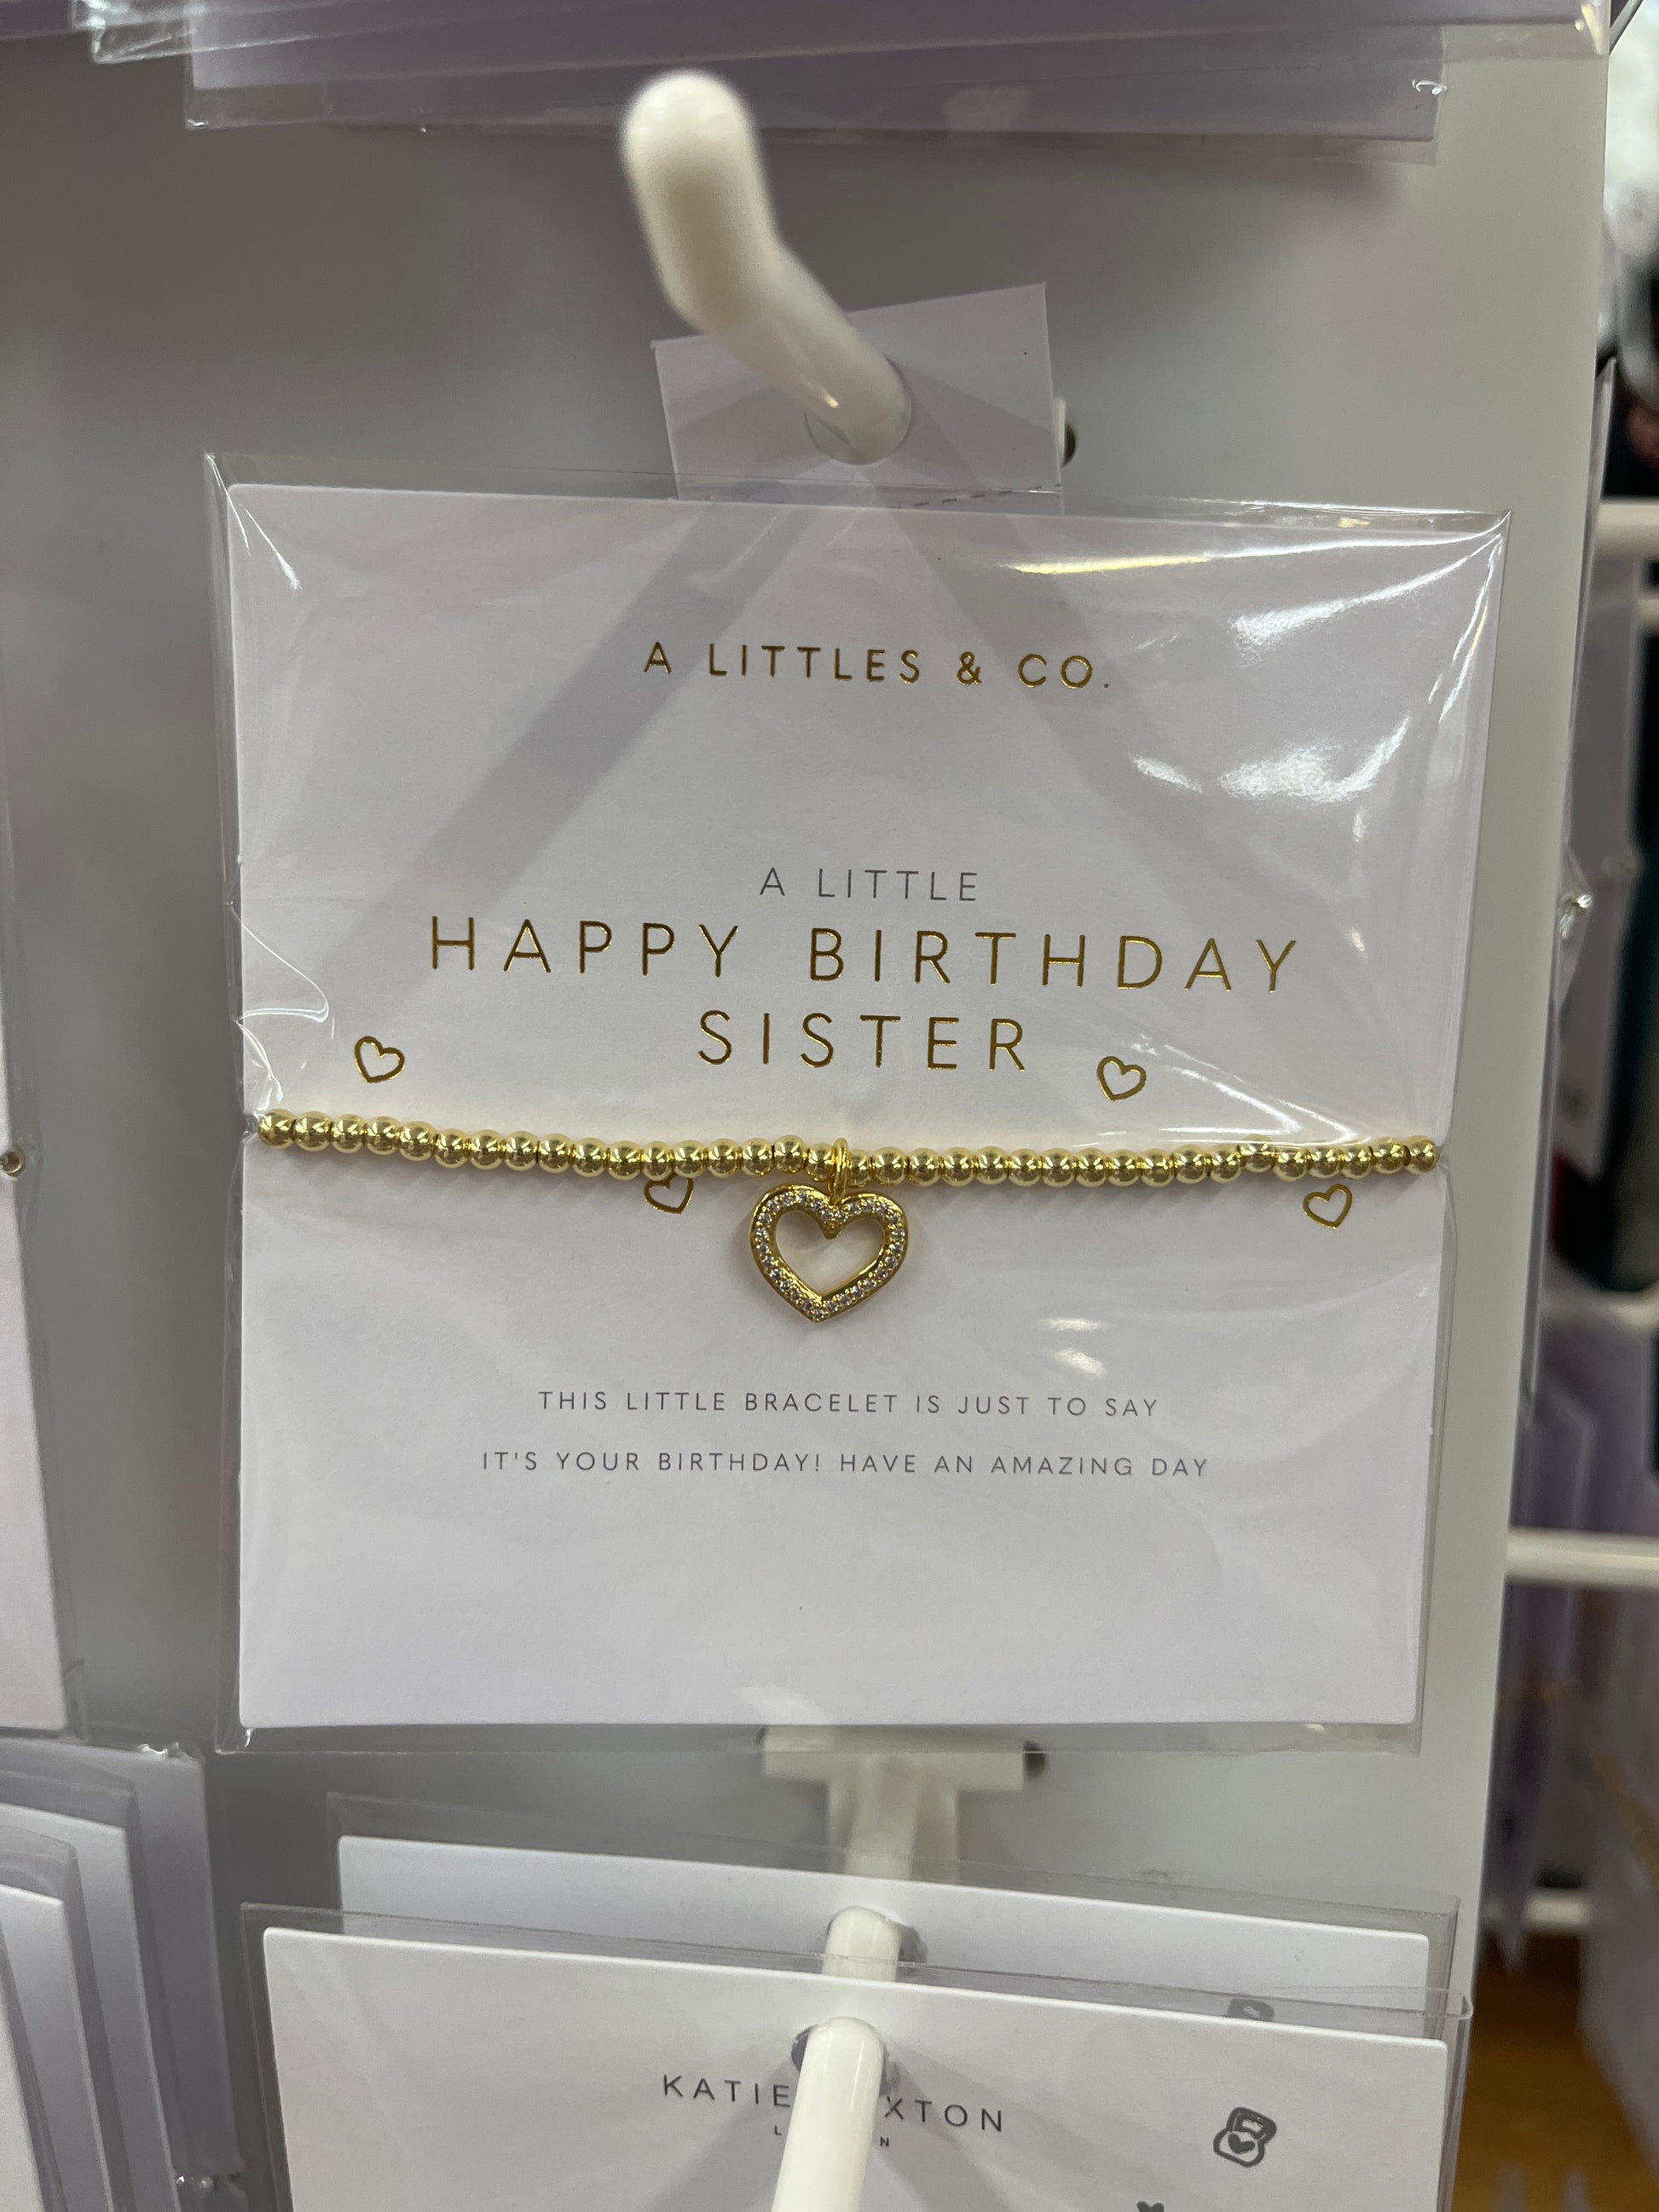 A LITTLES & CO.
A LITTLE
HAPPY BIRTHDAY
SISTER
THIS LITTLE BRACELET IS JUST TO SAY
IT'S YOUR BIRTHDAY! HAVE AN AMAZING DAY
KATIE